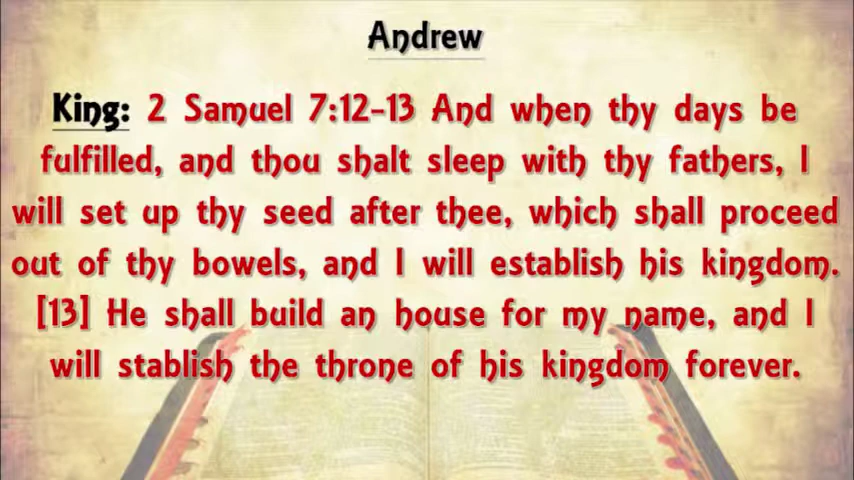 Andrew
King: 2 Samuel 7:12-13 And when thy days be
fulfilled, and thou shalt sleep with thy fathers, I
will set up thy seed after thee, which shall proceed
out of thy bowels, and I will establish his kingdom.
[13] He shall build an house for my name, and I
will stablish the throne of his kingdom forever.